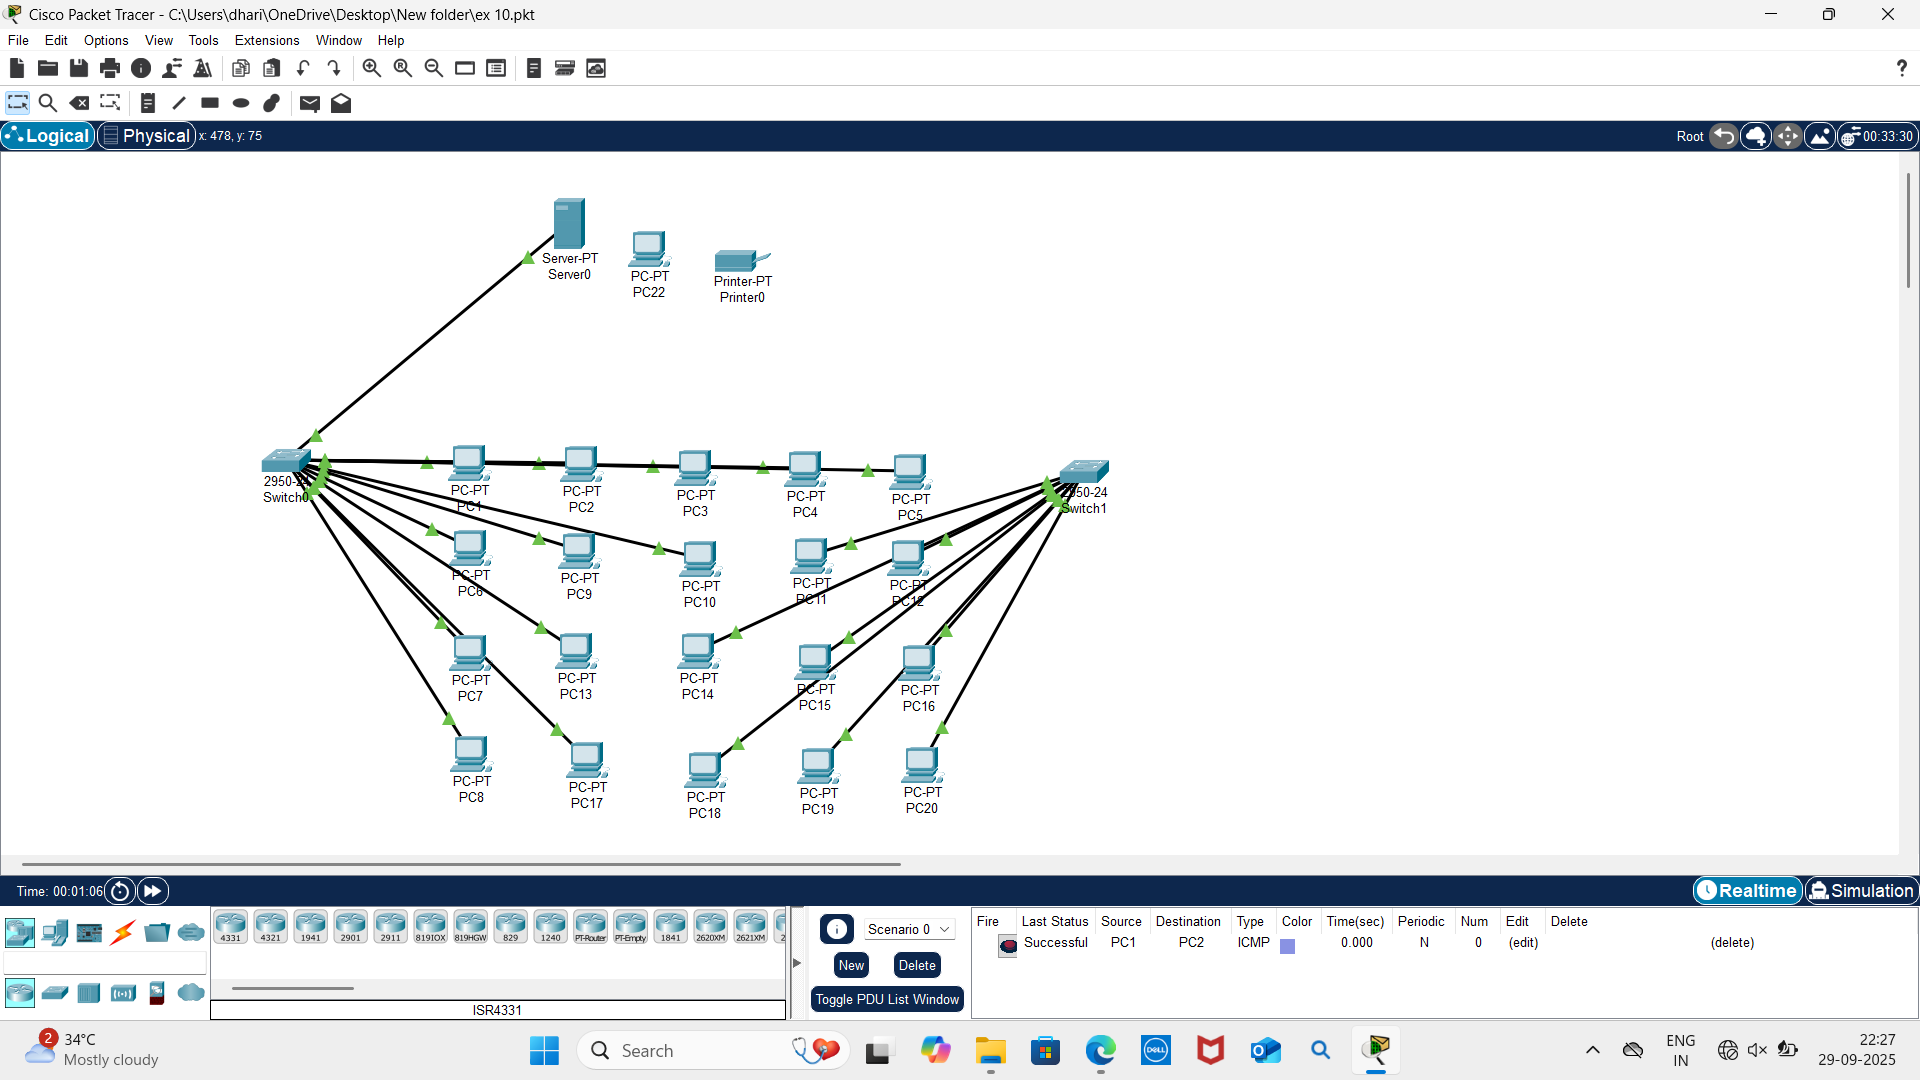 Cisco Packet Tracer - C:\Users\dhari\OneDrive\Desktop\New folder\ex 10.pkt
File Edit Options View Tools Extensions Window Help
?
Logical Physical x: 478, y: 75 Root 00:33:30
Server-PT
Server0
PC-PT
PC22
Printer-PT
Printer0
2950-24
Switch0
PC-PT
PC1
PC-PT
PC2
PC-PT
PC3
PC-PT
PC4
PC-PT
PC5
2950-24
Switch1
PC-PT
PC6
PC-PT
PC9
PC-PT
PC10
PC-PT
PC11
PC-PT
PC12
PC-PT
PC7
PC-PT
PC13
PC-PT
PC14
PC-PT
PC15
PC-PT
PC16
PC-PT
PC8
PC-PT
PC17
PC-PT
PC18
PC-PT
PC19
PC-PT
PC20
Time: 00:01:06 Realtime Simulation
4331 4321 1941 2901 2911 819IOX 819HGW 829 1240 PT-Router PT-Empty 1841 2620XM 2621XM 2
ISR4331
Scenario 0
New Delete
Toggle PDU List Window
Fire Last Status Source Destination Type Color Time(sec) Periodic Num Edit Delete
Successful PC1 PC2 ICMP 0.000 N 0 (edit) (delete)
2 34°C
Mostly cloudy
Search
DELL
ENG
IN
22:27
29-09-2025